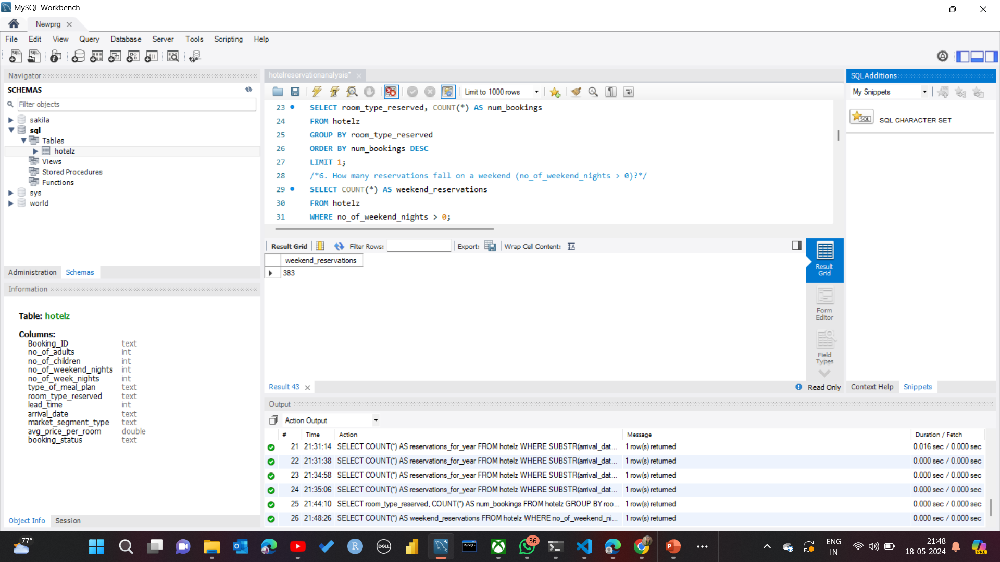 MySQL Workbench
Newprg
File Edit View Query Database Server Tools Scripting Help
Navigator
SCHEMAS
Filter objects
sakila
sql
Tables
hotelz
Views
Stored Procedures
Functions
sys
world
Administration Schemas
Information
Table: hotelz
Columns:
Booking_ID text
no_of_adults int
no_of_children int
no_of_weekend_nights int
no_of_week_nights int
type_of_meal_plan text
room_type_reserved text
lead_time int
arrival_date text
market_segment_type text
avg_price_per_room double
booking_status text
Object Info Session
hotelreservationanalysis*
Limit to 1000 rows
23 SELECT room_type_reserved, COUNT(*) AS num_bookings
24 FROM hotelz
25 GROUP BY room_type_reserved
26 ORDER BY num_bookings DESC
27 LIMIT 1;
28 /*6. How many reservations fall on a weekend (no_of_weekend_nights > 0)?*/
29 SELECT COUNT(*) AS weekend_reservations
30 FROM hotelz
31 WHERE no_of_weekend_nights > 0;
Result Grid Filter Rows: Export: Wrap Cell Content:
weekend_reservations
383
Result Grid
Form Editor
Field Types
Result 43
Read Only
SQLAdditions
My Snippets
SQL
SQL CHARACTER SET
Context Help Snippets
Output
Action Output
# Time Action Message Duration / Fetch
21 21:31:14 SELECT COUNT(*) AS reservations_for_year FROM hotelz WHERE SUBSTR(arrival_dat... 1 row(s) returned 0.016 sec / 0.000 sec
22 21:31:38 SELECT COUNT(*) AS reservations_for_year FROM hotelz WHERE SUBSTR(arrival_dat... 1 row(s) returned 0.000 sec / 0.000 sec
23 21:34:58 SELECT COUNT(*) AS reservations_for_year FROM hotelz WHERE SUBSTR(arrival_dat... 1 row(s) returned 0.000 sec / 0.000 sec
24 21:35:06 SELECT COUNT(*) AS reservations_for_year FROM hotelz WHERE SUBSTR(arrival_dat... 1 row(s) returned 0.000 sec / 0.000 sec
25 21:44:10 SELECT room_type_reserved, COUNT(*) AS num_bookings FROM hotelz GROUP BY roo... 1 row(s) returned 0.000 sec / 0.000 sec
26 21:48:26 SELECT COUNT(*) AS weekend_reservations FROM hotelz WHERE no_of_weekend_ni... 1 row(s) returned 0.000 sec / 0.000 sec
77°
36
ENG
IN
21:48
18-05-2024
PRE